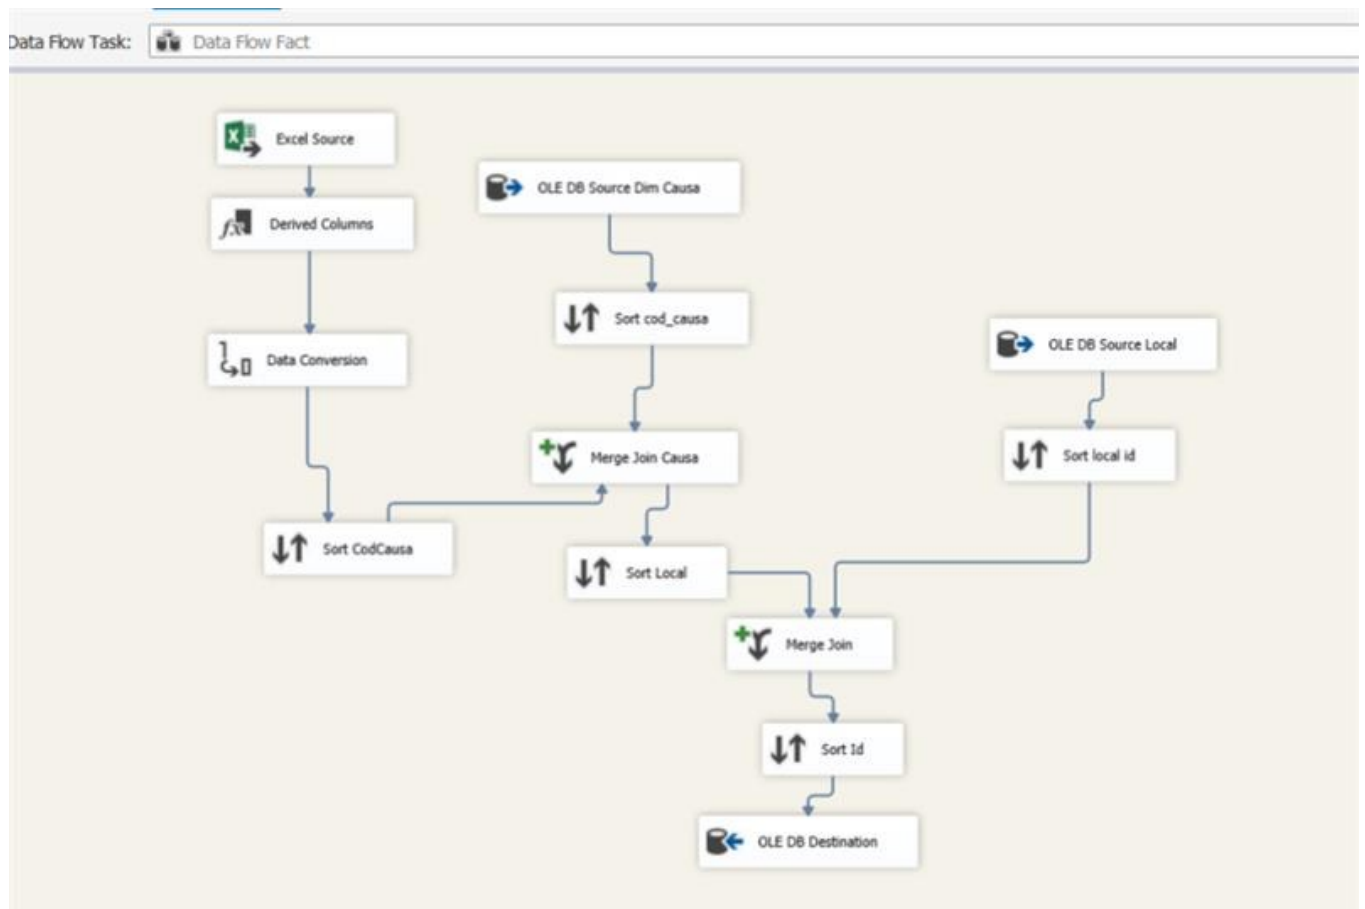 Data Flow Task: Data Flow Fact
Excel Source
OLE DB Source Dim Causa
Derived Columns
Sort cod_causa
OLE DB Source Local
Data Conversion
Merge Join Causa
Sort local id
Sort CodCausa
Sort Local
Merge Join
Sort Id
OLE DB Destination